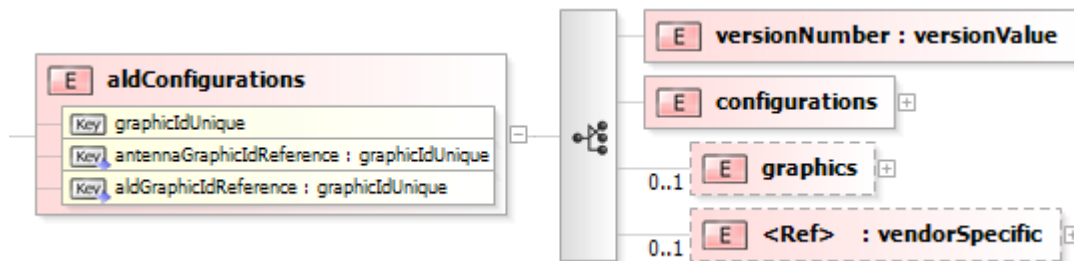 E aldConfigurations
Key graphicIdUnique
Key antennaGraphicIdReference : graphicIdUnique
Key aldGraphicIdReference : graphicIdUnique
E versionNumber : versionValue
E configurations
0..1 E graphics
0..1 E <Ref> : vendorSpecific